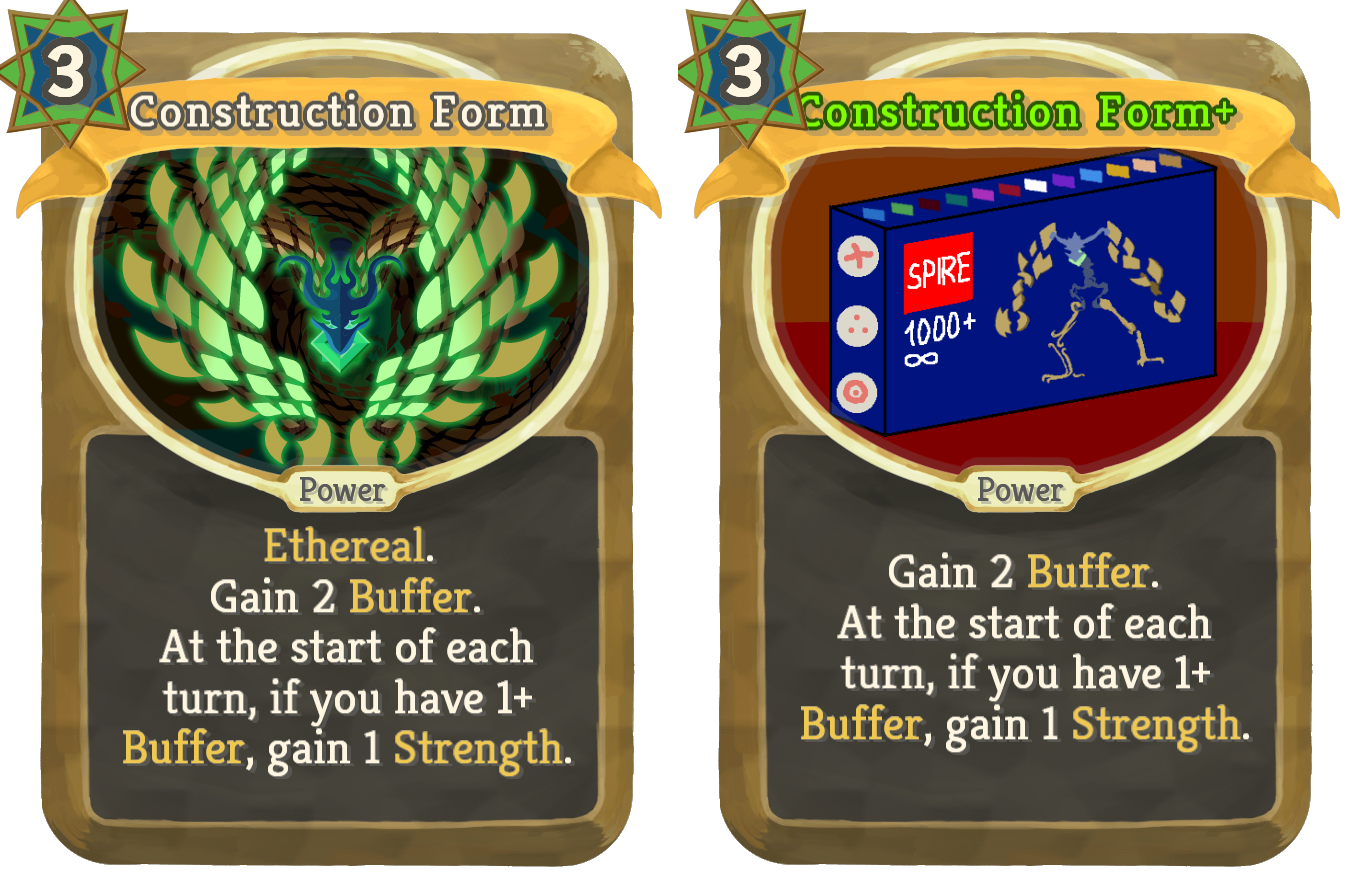 3
Construction Form
Power
Ethereal.
Gain 2 Buffer.
At the start of each
turn, if you have 1+
Buffer, gain 1 Strength.
3
Construction Form+
SPIRE
1000+
∞
Power
Gain 2 Buffer.
At the start of each
turn, if you have 1+
Buffer, gain 1 Strength.